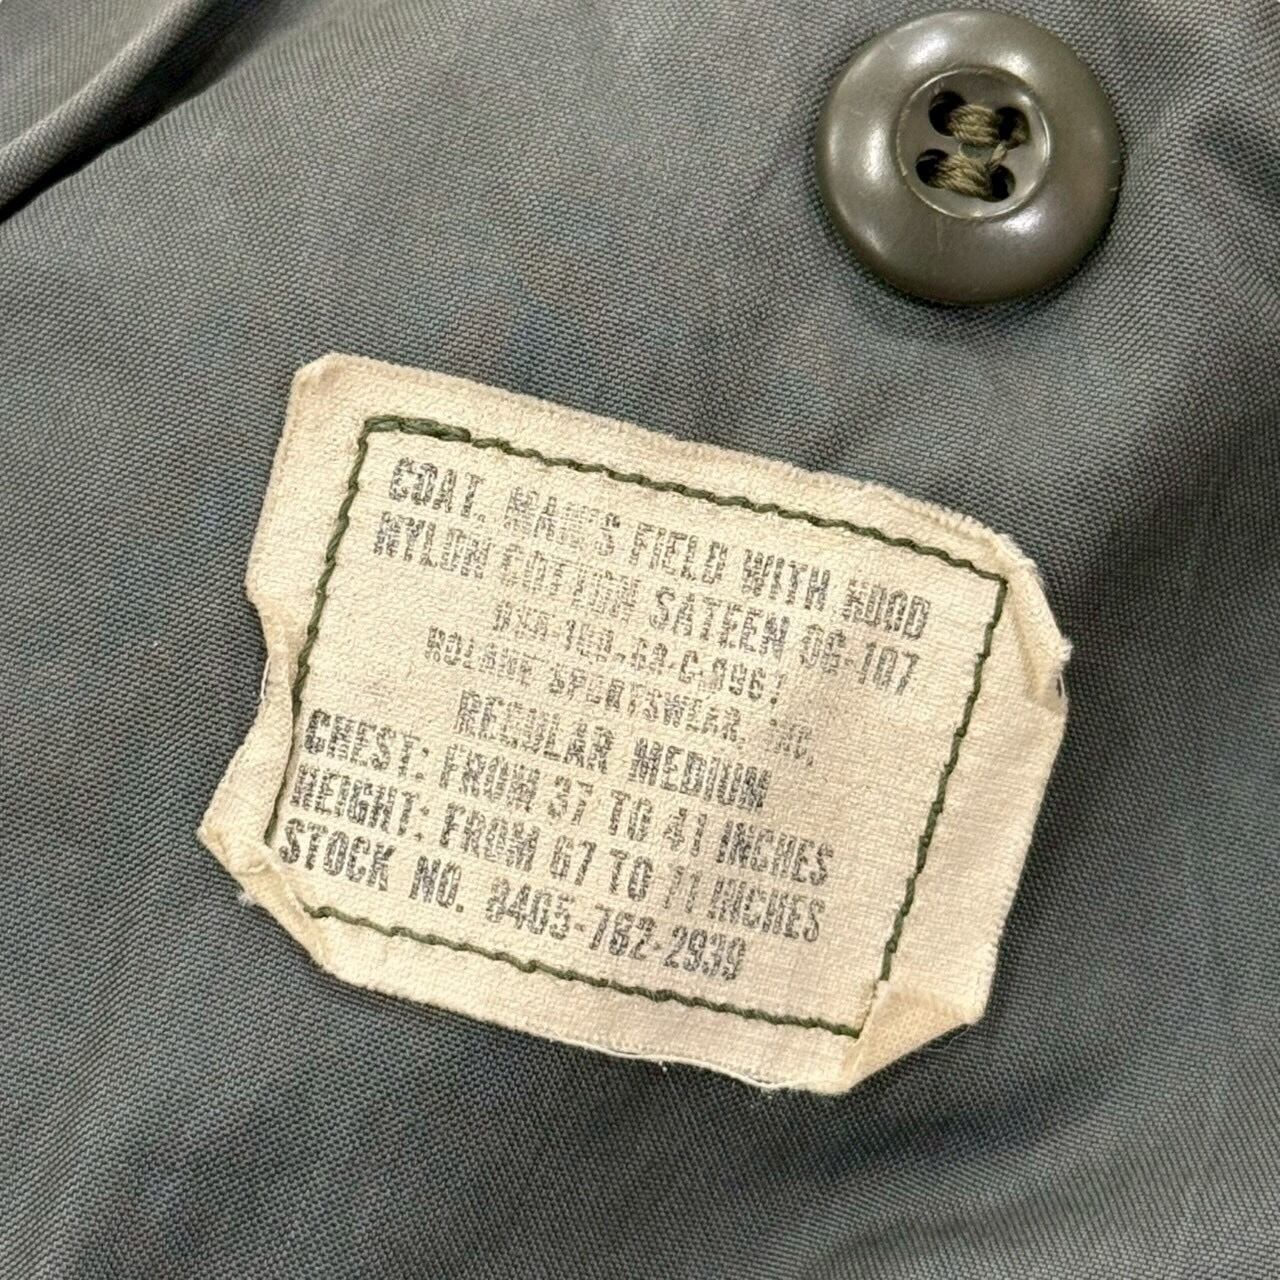 COAT, MAN'S FIELD WITH HOOD
NYLON COTTON SATEEN OG-107
ROLANE SPORTSWEAR, INC.
REGULAR MEDIUM
CHEST: FROM 37 TO 41 INCHES
HEIGHT: FROM 67 TO 71 INCHES
STOCK NO. 8405-782-2939